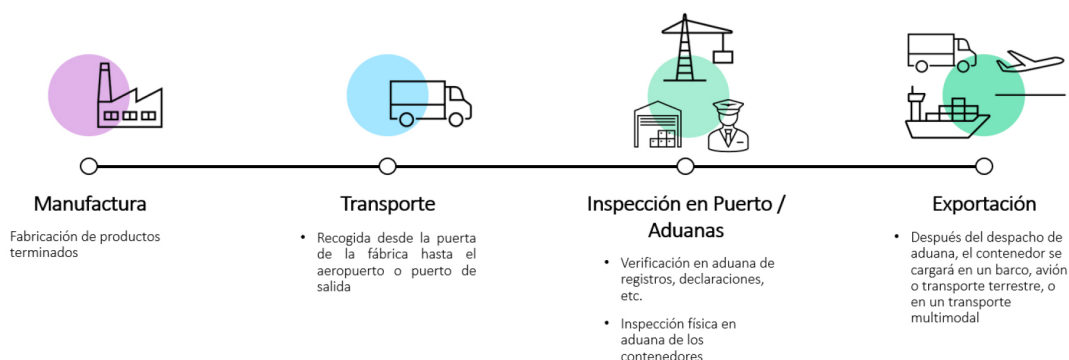 Manufactura
Fabricación de productos
terminados
Transporte
• Recogida desde la puerta
de la fábrica hasta el
aeropuerto o puerto de
salida
Inspección en Puerto /
Aduanas
• Verificación en aduana de
registros, declaraciones,
etc.
• Inspección física en
aduana de los
contenedores
Exportación
• Después del despacho de
aduana, el contenedor se
cargará en un barco, avión
o transporte terrestre, o
en un transporte
multimodal